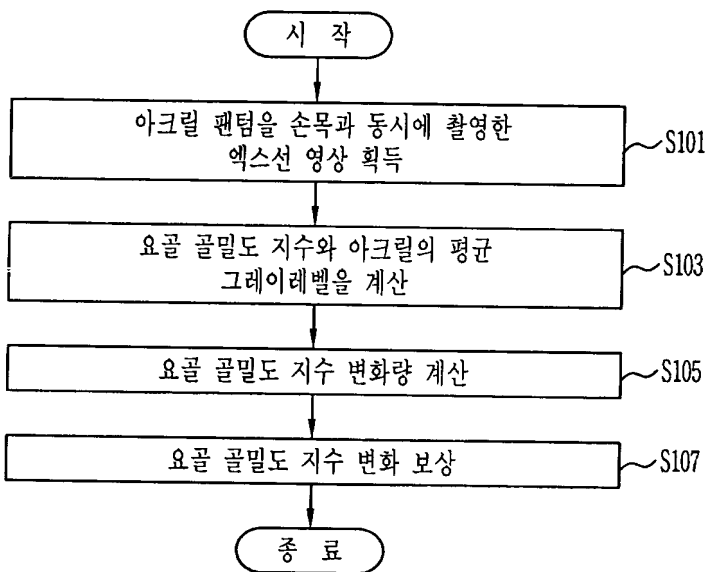 시 작
아크릴 팬텀을 손목과 동시에 촬영한
엑스선 영상 획득
S101
요골 골밀도 지수와 아크릴의 평균
그레이레벨을 계산
S103
요골 골밀도 지수 변화량 계산
S105
요골 골밀도 지수 변화 보상
S107
종 료